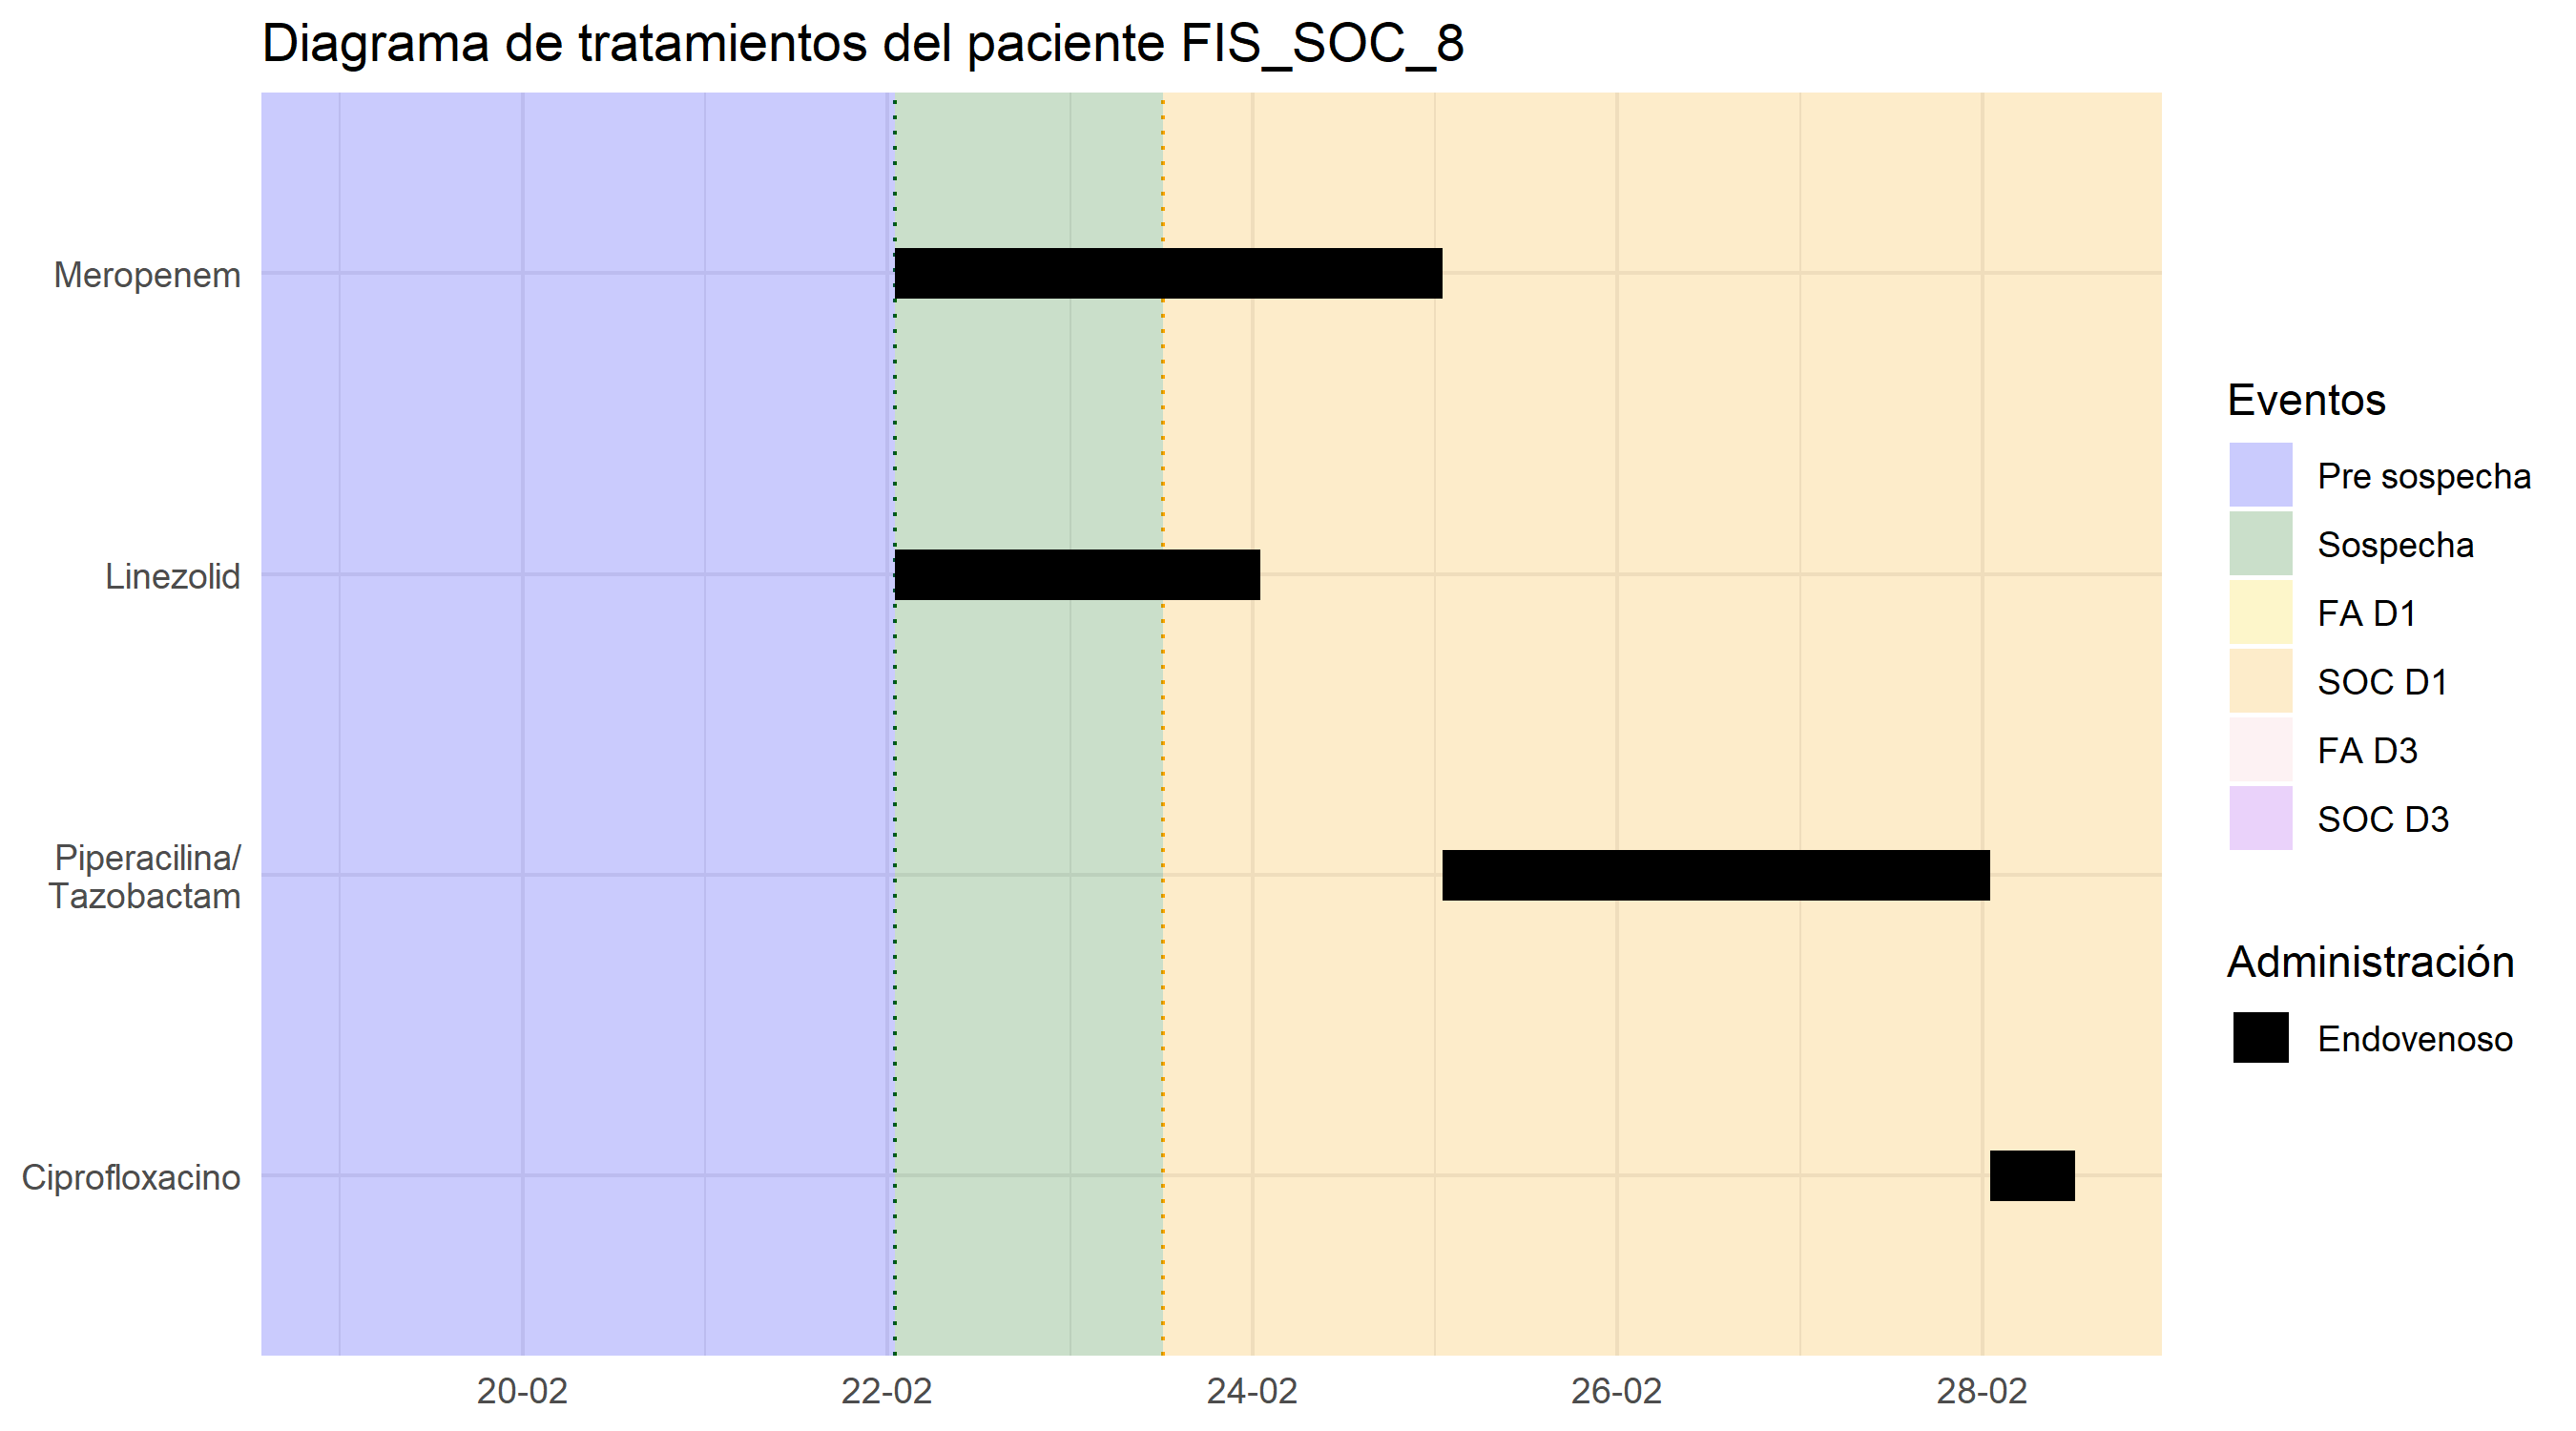 Diagrama de tratamientos del paciente FIS_SOC_8
Meropenem
Linezolid
Piperacilina/
Tazobactam
Ciprofloxacino
20-02
22-02
24-02
26-02
28-02
Eventos
Pre sospecha
Sospecha
FA D1
SOC D1
FA D3
SOC D3
Administración
Endovenoso